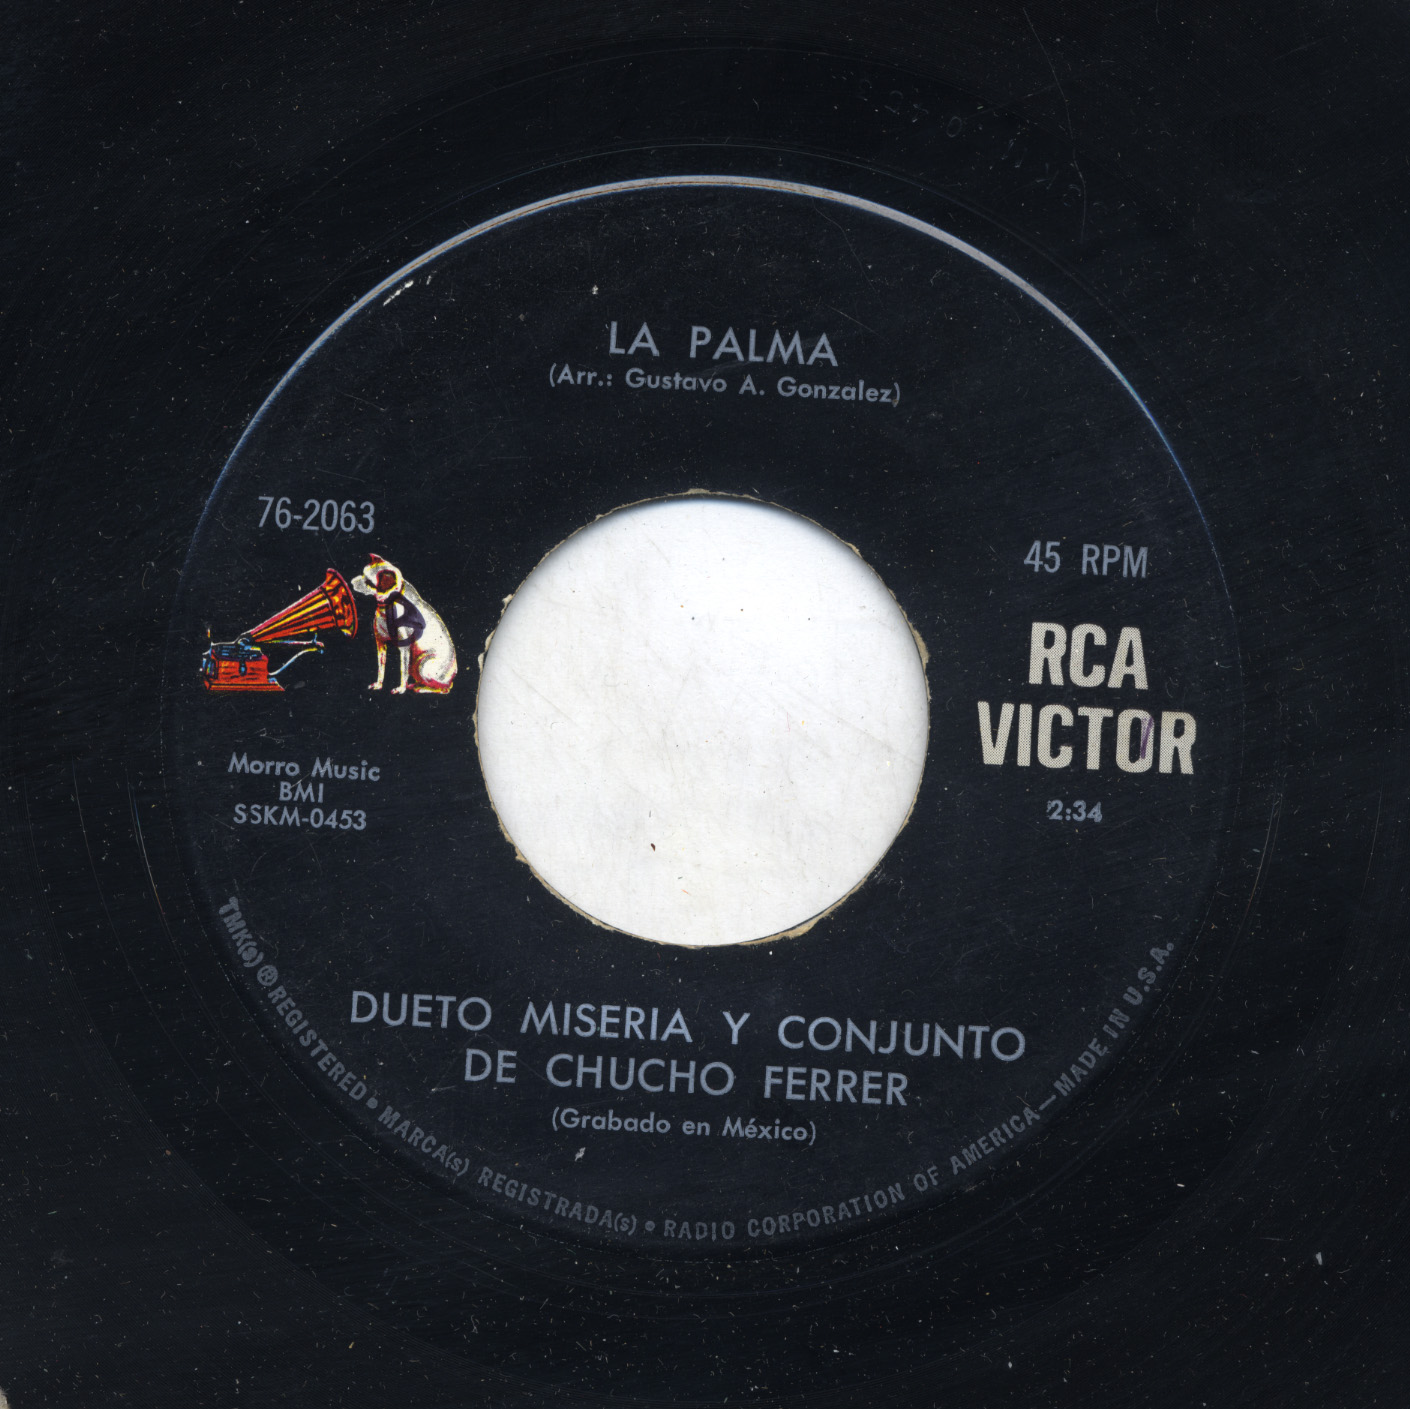 LA PALMA
(Arr.: Gustavo A. Gonzalez)
76-2063
45 RPM
B
RCA
VICTOR
Morro Music
BMI
SSKM-0453
2:34
DUETO MISERIA Y CONJUNTO
DE CHUCHO FERRER
(Grabado en México)
TMK(s) ® REGISTERED • MARCA(s) REGISTRADA(s) • RADIO CORPORATION OF AMERICA—MADE IN U.S.A.